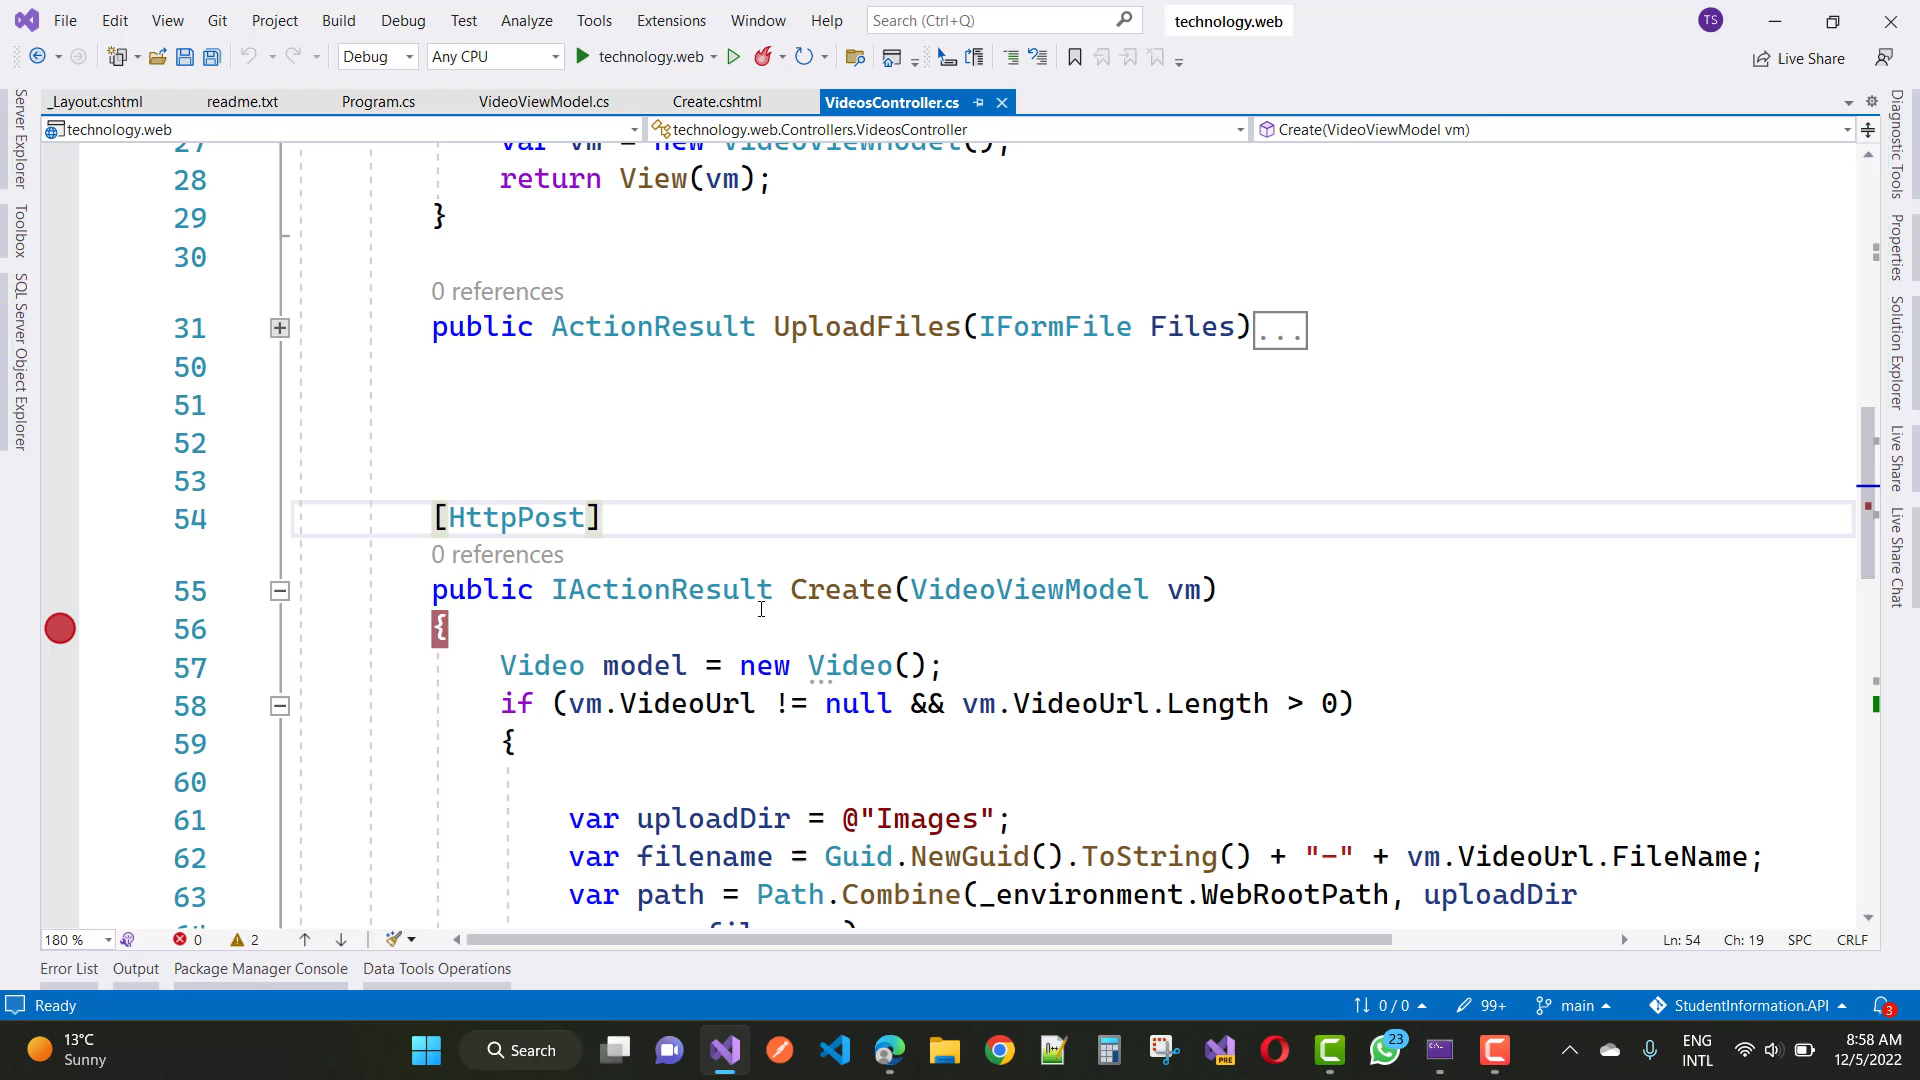 File Edit View Git Project Build Debug Test Analyze Tools Extensions Window Help Search (Ctrl+Q) technology.web TS
Debug Any CPU technology.web Live Share
_Layout.cshtml readme.txt Program.cs VideoViewModel.cs Create.cshtml VideosController.cs
technology.web technology.web.Controllers.VideosController Create(VideoViewModel vm)
Server Explorer
Toolbox
SQL Server Object Explorer
27 var vm = new VideoViewModel();
28 return View(vm);
29 }
30
0 references
31 public ActionResult UploadFiles(IFormFile Files)...
50
51
52
53
54 [HttpPost]
0 references
55 public IActionResult Create(VideoViewModel vm)
56 {
57 Video model = new Video();
58 if (vm.VideoUrl != null && vm.VideoUrl.Length > 0)
59 {
60
61 var uploadDir = @"Images";
62 var filename = Guid.NewGuid().ToString() + "-" + vm.VideoUrl.FileName;
63 var path = Path.Combine(_environment.WebRootPath, uploadDir
Diagnostic Tools
Properties
Solution Explorer
Live Share
Live Share Chat
180 % 0 2 Ln: 54 Ch: 19 SPC CRLF
Error List Output Package Manager Console Data Tools Operations
Ready 0 / 0 99+ main StudentInformation.API 3
13°C
Sunny
Search
PRE
23
ENG
INTL
8:58 AM
12/5/2022